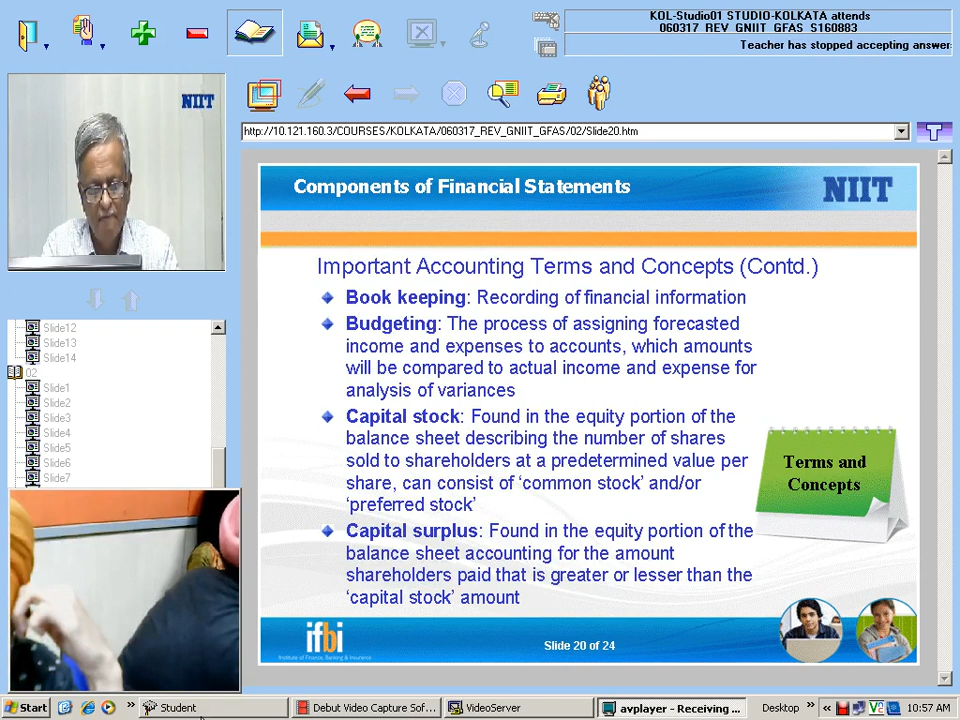 KOL-Studio01 STUDIO-KOLKATA attends
060317_REV_GNIIT_GFAS_S160883
Teacher has stopped accepting answer
NIIT
http://10.121.160.3/COURSES/KOLKATA/060317_REV_GNIIT_GFAS/02/Slide20.htm
T
Components of Financial Statements
NIIT
Important Accounting Terms and Concepts (Contd.)
Book keeping: Recording of financial information
Budgeting: The process of assigning forecasted
income and expenses to accounts, which amounts
will be compared to actual income and expense for
analysis of variances
Capital stock: Found in the equity portion of the
balance sheet describing the number of shares
sold to shareholders at a predetermined value per
share, can consist of ‘common stock’ and/or
‘preferred stock’
Capital surplus: Found in the equity portion of the
balance sheet accounting for the amount
shareholders paid that is greater or lesser than the
‘capital stock’ amount
Terms and
Concepts
ifbi
Institute of Finance, Banking & Insurance
Slide 20 of 24
Slide12
Slide13
Slide14
02
Slide1
Slide2
Slide3
Slide4
Slide5
Slide6
Slide7
Start
Student
Debut Video Capture Sof...
VideoServer
avplayer - Receiving ...
Desktop
10:57 AM